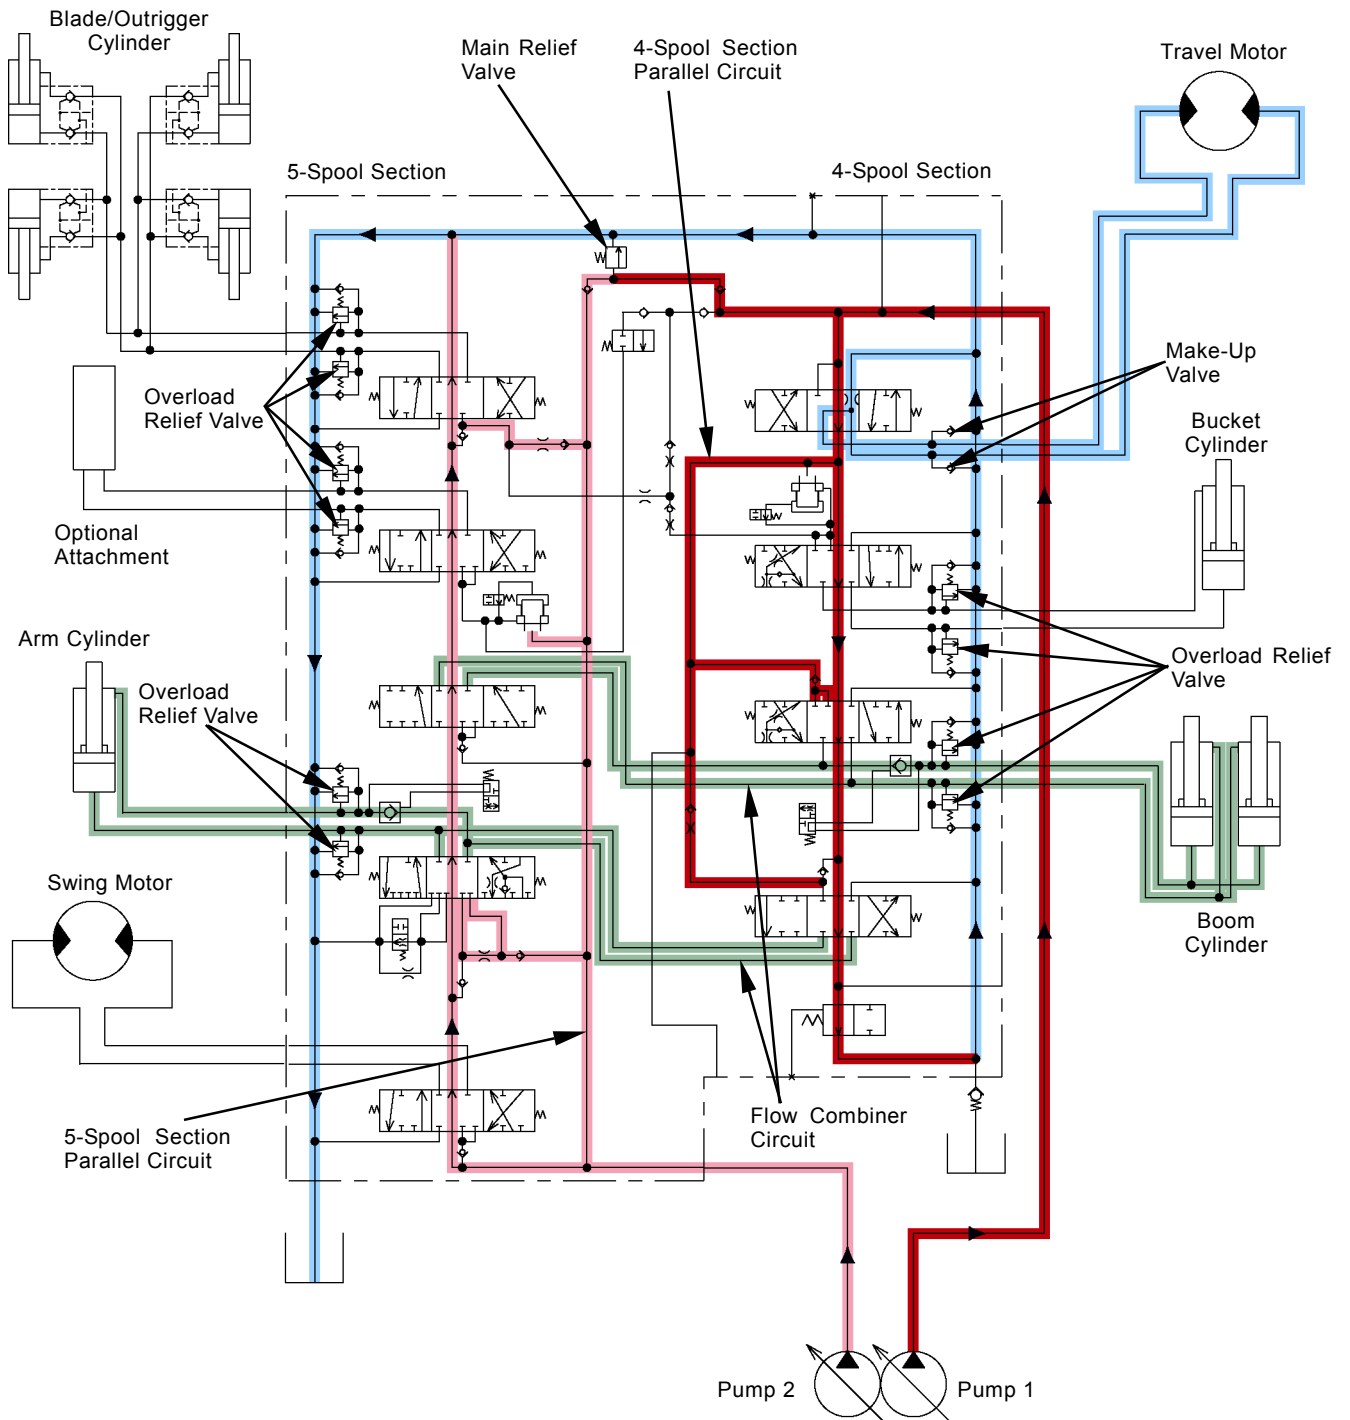 Blade/Outrigger
Cylinder
Main Relief
Valve
4-Spool Section
Parallel Circuit
Travel Motor
5-Spool Section
4-Spool Section
Overload
Relief Valve
Make-Up
Valve
Bucket
Cylinder
Optional
Attachment
Arm Cylinder
Overload
Relief Valve
Overload Relief
Valve
Swing Motor
Boom
Cylinder
5-Spool Section
Parallel Circuit
Flow Combiner
Circuit
Pump 2
Pump 1